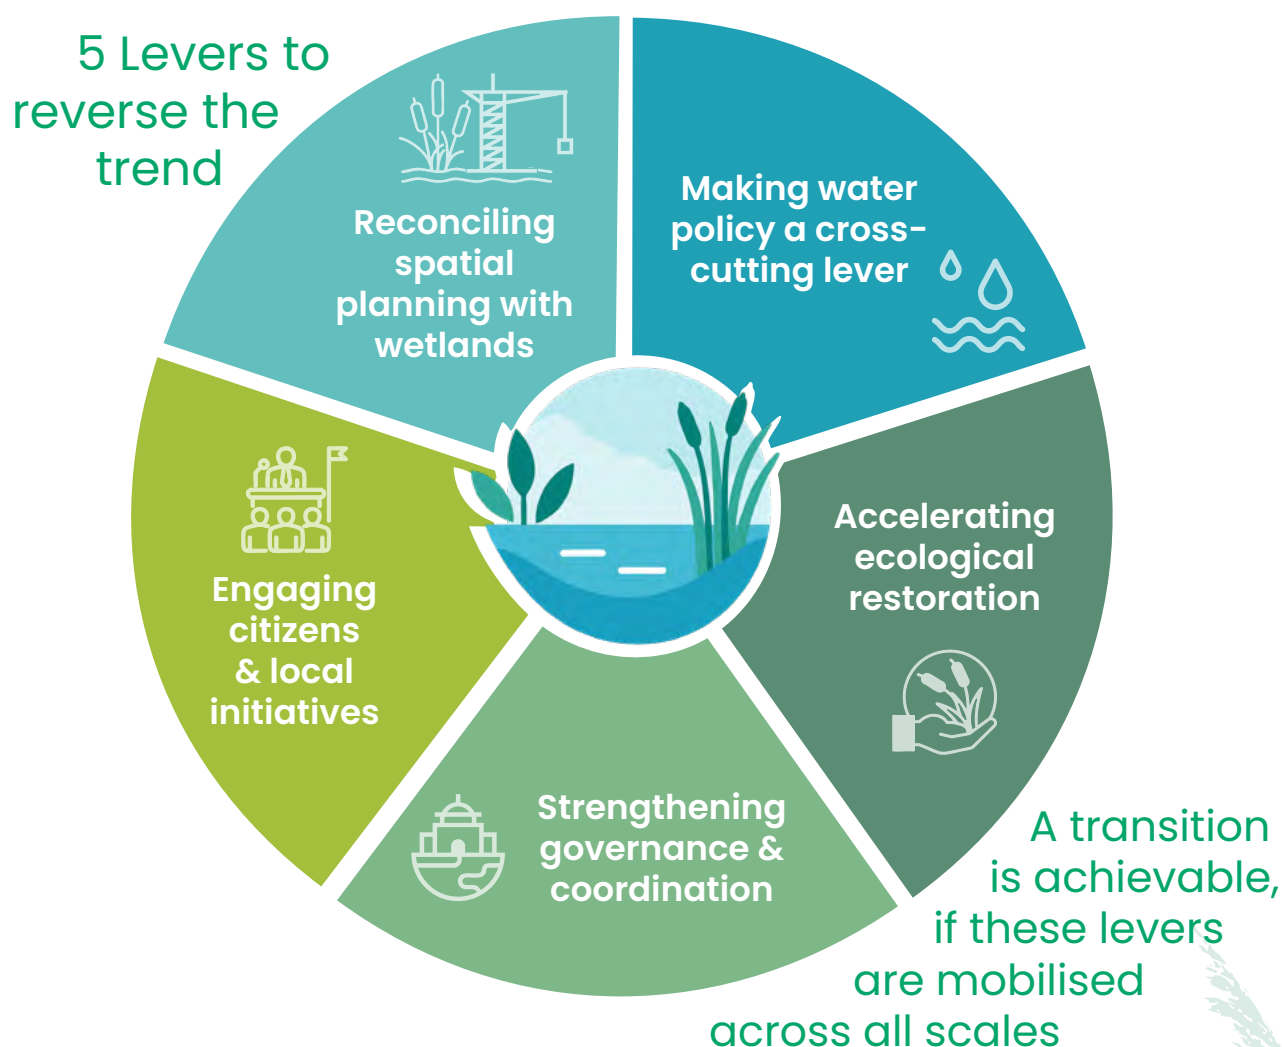 5 Levers to
reverse the
trend
Making water
policy a cross-
cutting lever
Accelerating
ecological
restoration
Strengthening
governance &
coordination
Engaging
citizens
& local
initiatives
Reconciling
spatial
planning with
wetlands
A transition
is achievable,
if these levers
are mobilised
across all scales